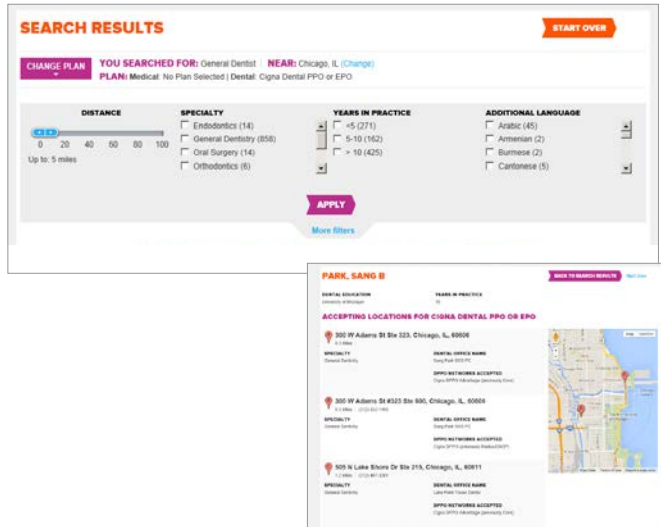 SEARCH RESULTS
START OVER
CHANGE PLAN
YOU SEARCHED FOR: General Dentist | NEAR: Chicago, IL (Change)
PLAN: Medical: No Plan Selected | Dental: Cigna Dental PPO or EPO
DISTANCE
0 20 40 60 80 100
Up to: 5 miles
SPECIALTY
Endodontics (14)
General Dentistry (858)
Oral Surgery (14)
Orthodontics (6)
YEARS IN PRACTICE
<5 (271)
5-10 (162)
> 10 (425)
ADDITIONAL LANGUAGE
Arabic (45)
Armenian (2)
Burmese (2)
Cantonese (5)
APPLY
More filters
PARK, SANG B
BACK TO SEARCH RESULTS
DENTAL EDUCATION
YEARS IN PRACTICE
ACCEPTING LOCATIONS FOR CIGNA DENTAL PPO OR EPO
300 W Adams St Ste 323, Chicago, IL, 60606
SPECIALTY
General Dentistry
DENTAL OFFICE NAME
DPPO NETWORKS ACCEPTED
300 W Adams St #323 Ste 600, Chicago, IL,
SPECIALTY
General Dentistry
DENTAL OFFICE NAME
DPPO NETWORKS ACCEPTED
505 N Lake Shore Dr Ste 215, Chicago, IL, 60611
SPECIALTY
General Dentistry
DENTAL OFFICE NAME
DPPO NETWORKS ACCEPTED